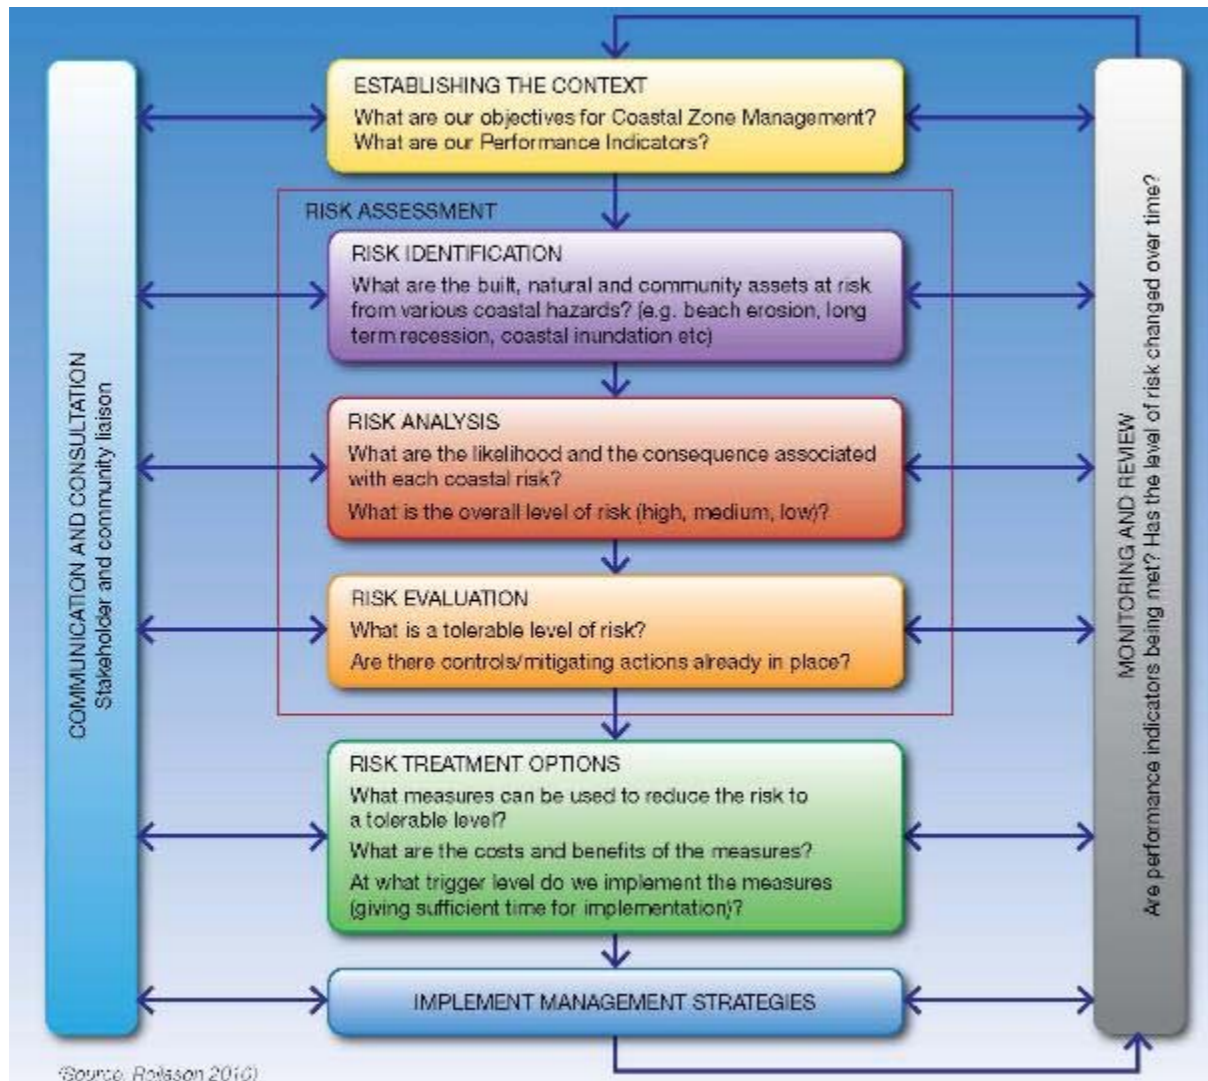 ESTABLISHING THE CONTEXT
What are our objectives for Coastal Zone Management?
What are our Performance Indicators?
RISK ASSESSMENT
RISK IDENTIFICATION
What are the built, natural and community assets at risk
from various coastal hazards? (e.g. beach erosion, long
term recession, coastal inundation etc)
RISK ANALYSIS
What are the likelihood and the consequence associated
with each coastal risk?
What is the overall level of risk (high, medium, low)?
RISK EVALUATION
What is a tolerable level of risk?
Are there controls/mitigating actions already in place?
RISK TREATMENT OPTIONS
What measures can be used to reduce the risk to
a tolerable level?
What are the costs and benefits of the measures?
At what trigger level do we implement the measures
(giving sufficient time for implementation)?
IMPLEMENT MANAGEMENT STRATEGIES
COMMUNICATION AND CONSULTATION
Stakeholder and community liaison
MONITORING AND REVIEW
Are performance indicators being met? Has the level of risk changed over time?
(Source, 2010)